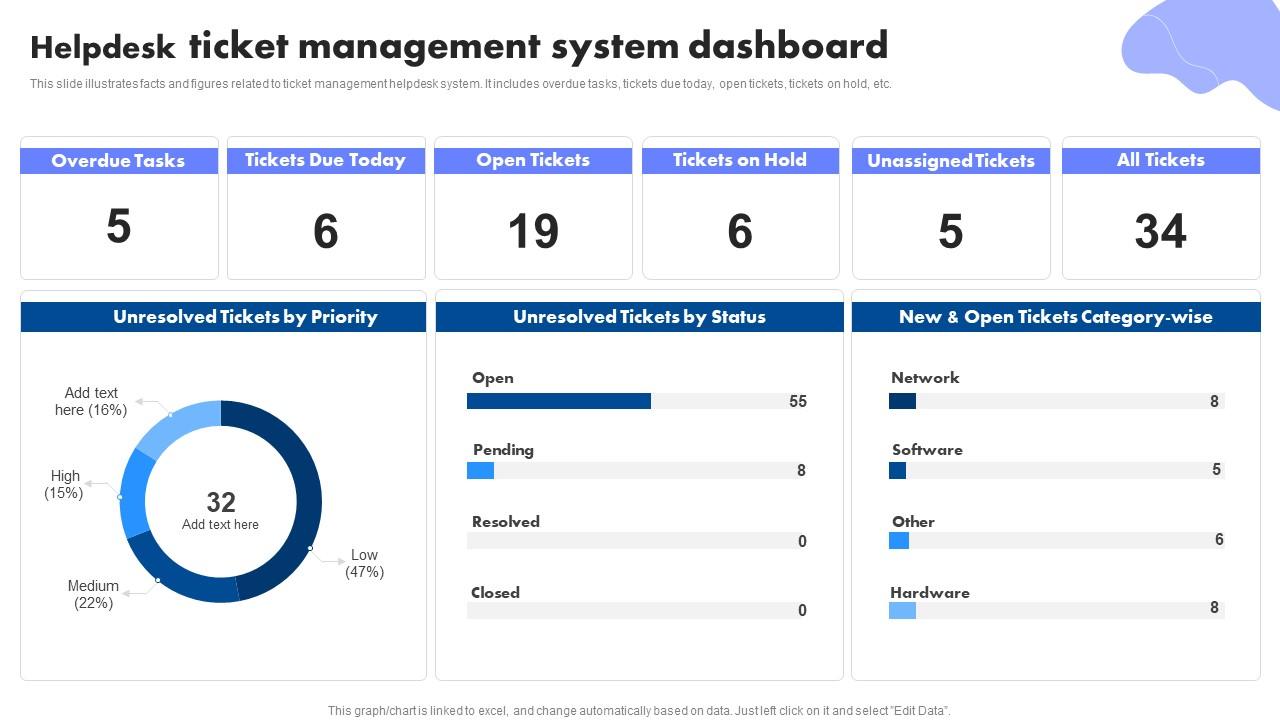 Helpdesk ticket management system dashboard
This slide illustrates facts and figures related to ticket management helpdesk system. It includes overdue tasks, tickets due today, open tickets, tickets on hold, etc.
Overdue Tasks
5
Tickets Due Today
6
Open Tickets
19
Tickets on Hold
6
Unassigned Tickets
5
All Tickets
34
Unresolved Tickets by Priority
Add text
here (16%)
High
(15%)
32
Add text here
Low
(47%)
Medium
(22%)
Unresolved Tickets by Status
Open
55
Pending
8
Resolved
0
Closed
0
New & Open Tickets Category-wise
Network
8
Software
5
Other
6
Hardware
8
This graph/chart is linked to excel, and change automatically based on data. Just left click on it and select "Edit Data".